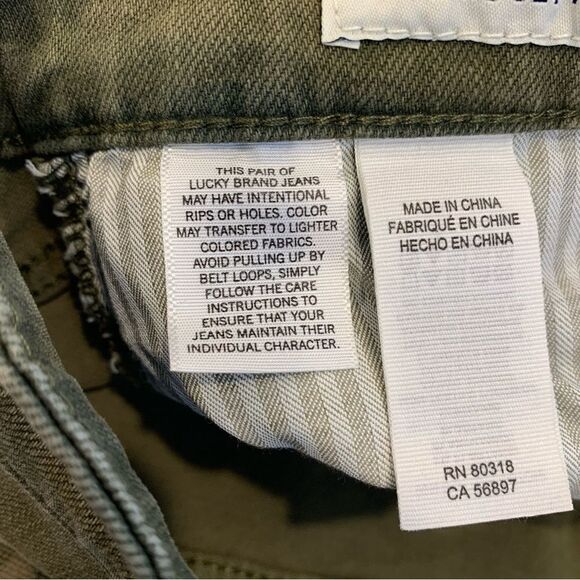 THIS PAIR OF
LUCKY BRAND JEANS
MAY HAVE INTENTIONAL
RIPS OR HOLES. COLOR
MAY TRANSFER TO LIGHTER
COLORED FABRICS.
AVOID PULLING UP BY
BELT LOOPS, SIMPLY
FOLLOW THE CARE
INSTRUCTIONS TO
ENSURE THAT YOUR
JEANS MAINTAIN THEIR
INDIVIDUAL CHARACTER.
MADE IN CHINA
FABRIQUÉ EN CHINE
HECHO EN CHINA
RN 80318
CA 56897